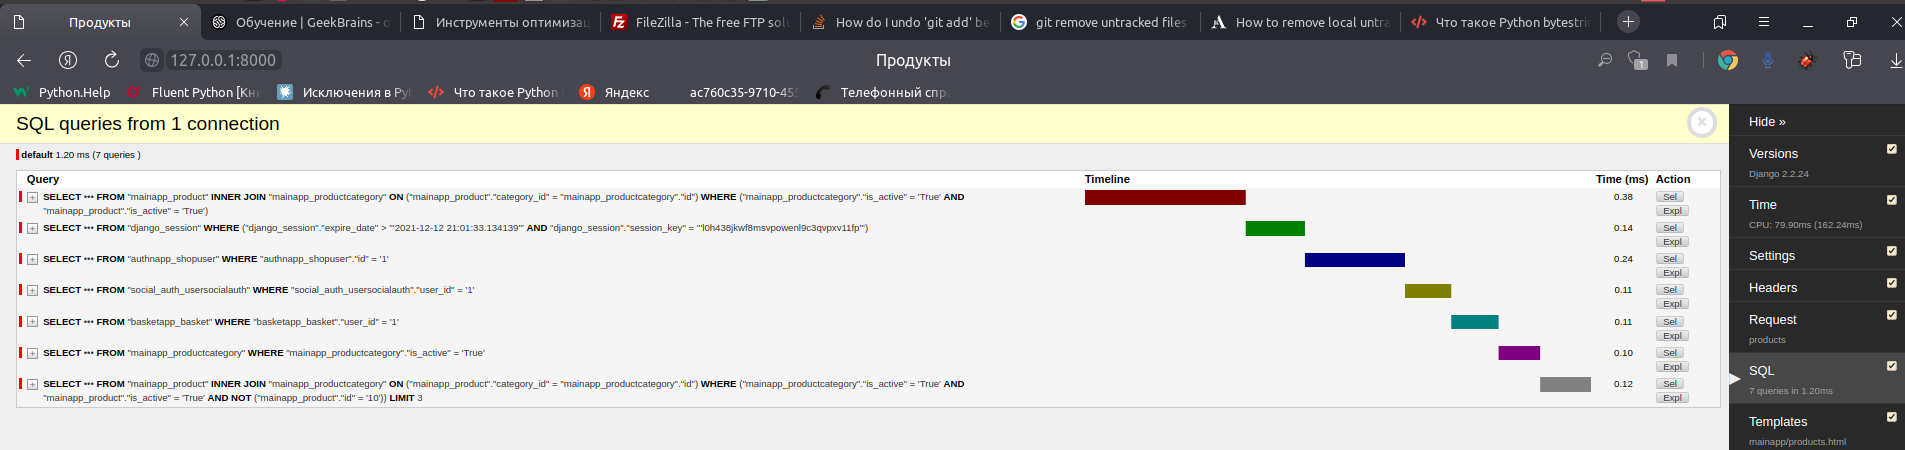 Продукты
Обучение | GeekBrains - о
Инструменты оптимизац
FileZilla - The free FTP solu
How do I undo 'git add' be
git remove untracked files
How to remove local untra
Что такое Python bytestrin
127.0.0.1:8000
Продукты
1
Python.Help
Fluent Python [Кни
Исключения в Pyt
Что такое Python
Яндекс
ac760c35-9710-455
Телефонный спра
SQL queries from 1 connection
default 1.20 ms (7 queries )
Query Timeline Time (ms) Action
+ SELECT ••• FROM "mainapp_product" INNER JOIN "mainapp_productcategory" ON ("mainapp_product"."category_id" = "mainapp_productcategory"."id") WHERE ("mainapp_productcategory"."is_active" = 'True' AND 0.38 Sel
"mainapp_product"."is_active" = 'True') Expl
+ SELECT ••• FROM "django_session" WHERE ("django_session"."expire_date" > '"2021-12-12 21:01:33.134139"' AND "django_session"."session_key" = '"l0h438jkwf8msvpowenl9c3qvpxv11fp"') 0.14 Sel
Expl
+ SELECT ••• FROM "authnapp_shopuser" WHERE "authnapp_shopuser"."id" = '1' 0.24 Sel
Expl
+ SELECT ••• FROM "social_auth_usersocialauth" WHERE "social_auth_usersocialauth"."user_id" = '1' 0.11 Sel
Expl
+ SELECT ••• FROM "basketapp_basket" WHERE "basketapp_basket"."user_id" = '1' 0.11 Sel
Expl
+ SELECT ••• FROM "mainapp_productcategory" WHERE "mainapp_productcategory"."is_active" = 'True' 0.10 Sel
Expl
+ SELECT ••• FROM "mainapp_product" INNER JOIN "mainapp_productcategory" ON ("mainapp_product"."category_id" = "mainapp_productcategory"."id") WHERE ("mainapp_productcategory"."is_active" = 'True' AND 0.12 Sel
"mainapp_product"."is_active" = 'True' AND NOT ("mainapp_product"."id" = '10')) LIMIT 3 Expl
Hide »
Versions
Django 2.2.24
Time
CPU: 79.90ms (162.24ms)
Settings
Headers
Request
products
SQL
7 queries in 1.20ms
Templates
mainapp/products.html